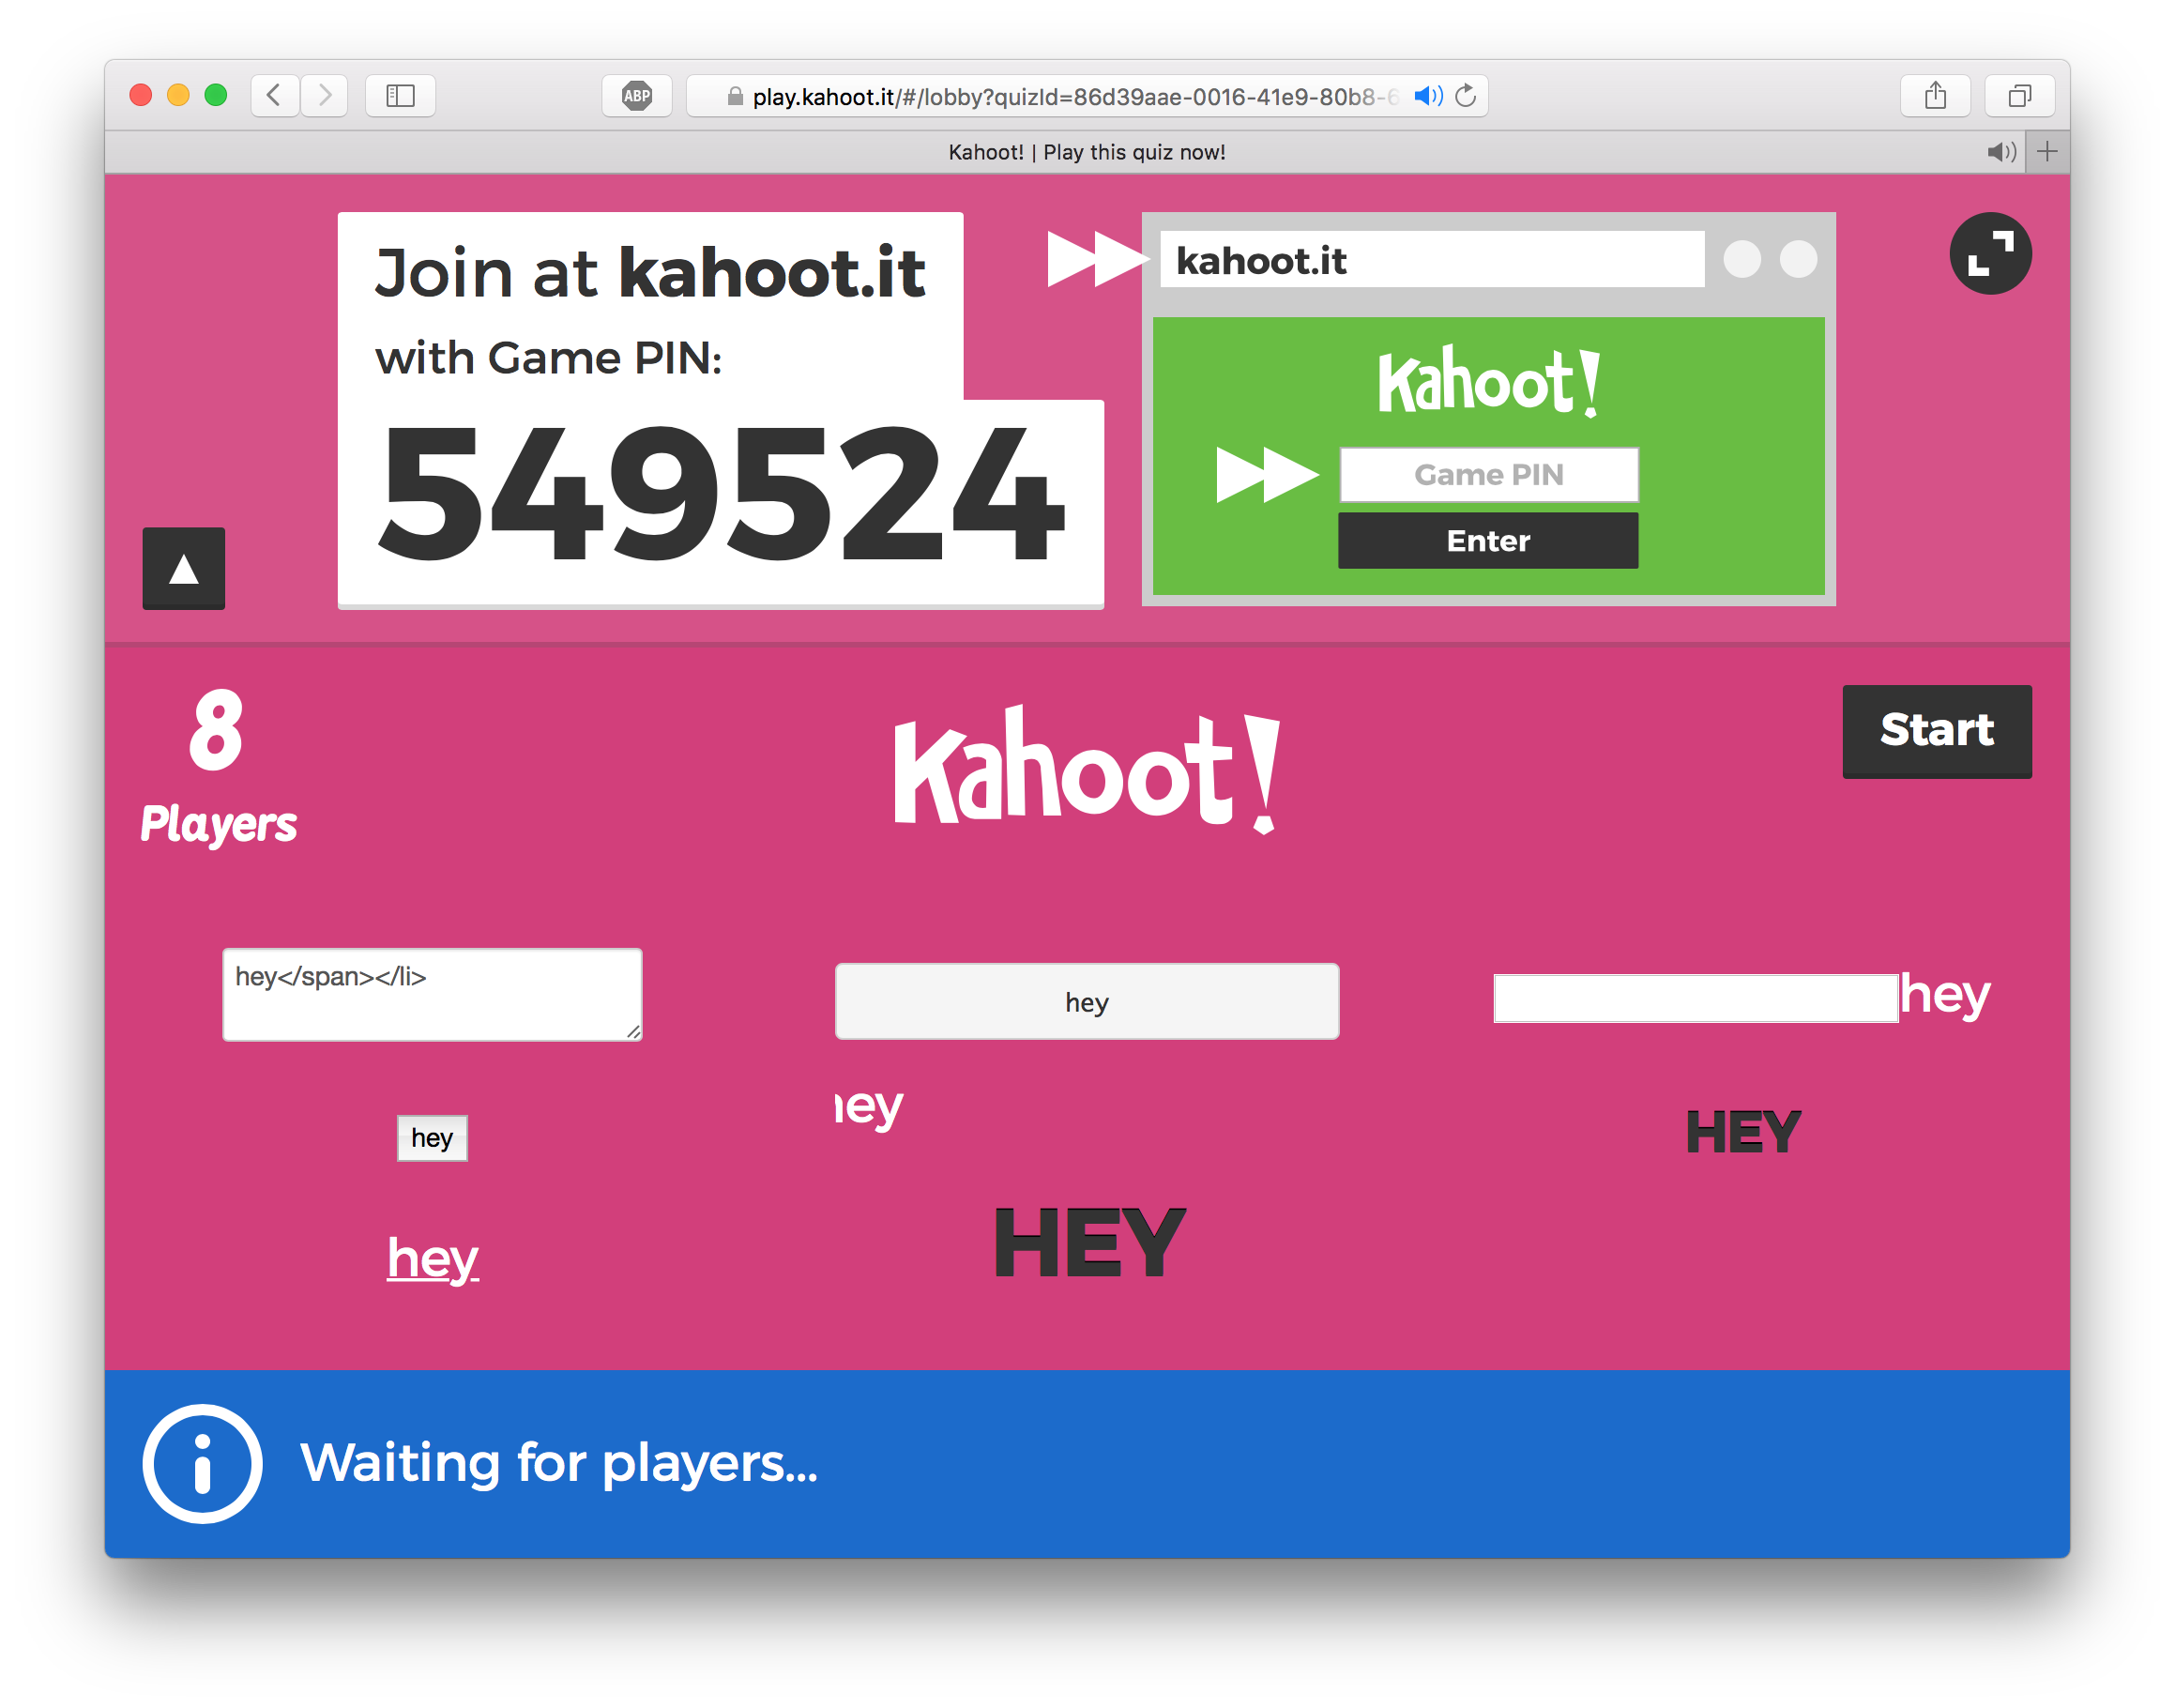 ABP
play.kahoot.it/#/lobby?quizId=86d39aae-0016-41e9-80b8-6
Kahoot! | Play this quiz now!
Join at kahoot.it
with Game PIN:
549524
kahoot.it
Kahoot!
Game PIN
Enter
8
Players
Kahoot!
Start
hey</span></li>
hey
hey
hey
hey
HEY
hey
HEY
Waiting for players...